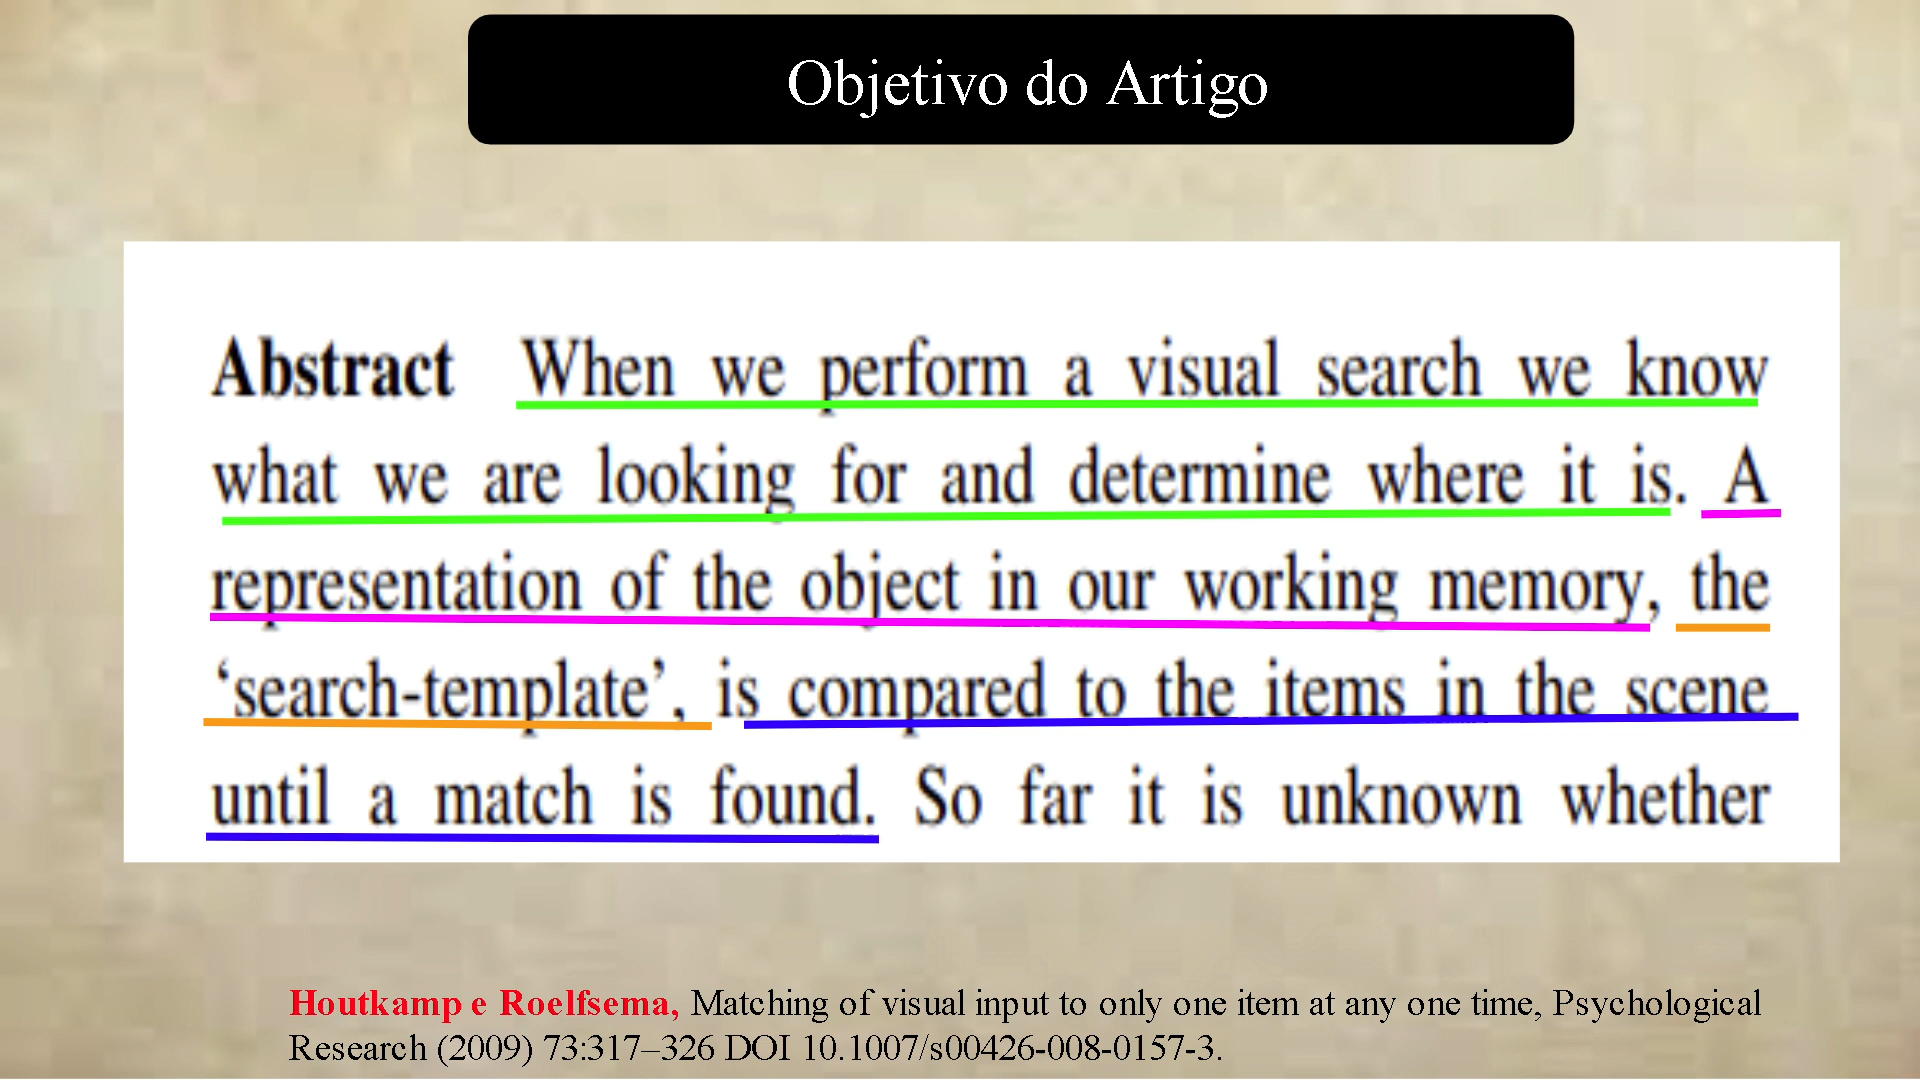 Objetivo do Artigo
Abstract When we perform a visual search we know
what we are looking for and determine where it is. A
representation of the object in our working memory, the
‘search-template’, is compared to the items in the scene
until a match is found. So far it is unknown whether
Houtkamp e Roelfsema, Matching of visual input to only one item at any one time, Psychological
Research (2009) 73:317–326 DOI 10.1007/s00426-008-0157-3.